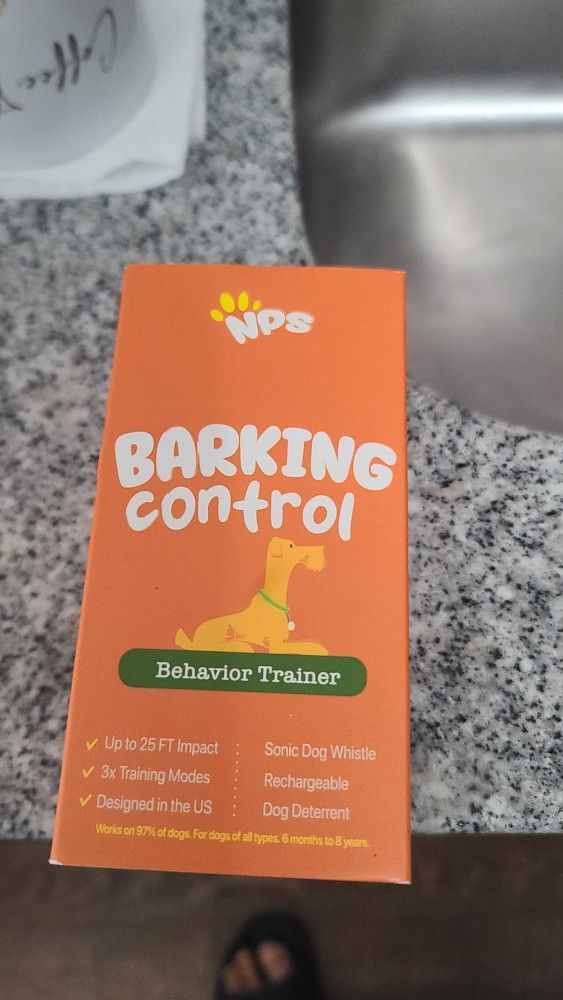 Coffee
NPS
BARKING
control
Behavior Trainer
Up to 25 FT Impact
3x Training Modes
Designed in the US
Sonic Dog Whistle
Rechargeable
Dog Deterrent
Works on 97% of dogs. For dogs of all types. 6 months to 8 years.